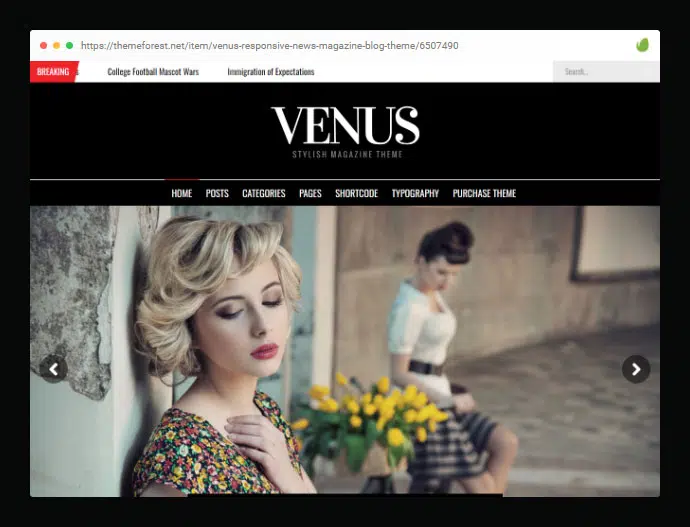 https://themeforest.net/item/venus-responsive-news-magazine-blog-theme/6507490
BREAKING s College Football Mascot Wars Immigration of Expectations Search...
VENUS
STYLISH MAGAZINE THEME
HOME POSTS CATEGORIES PAGES SHORTCODE TYPOGRAPHY PURCHASE THEME